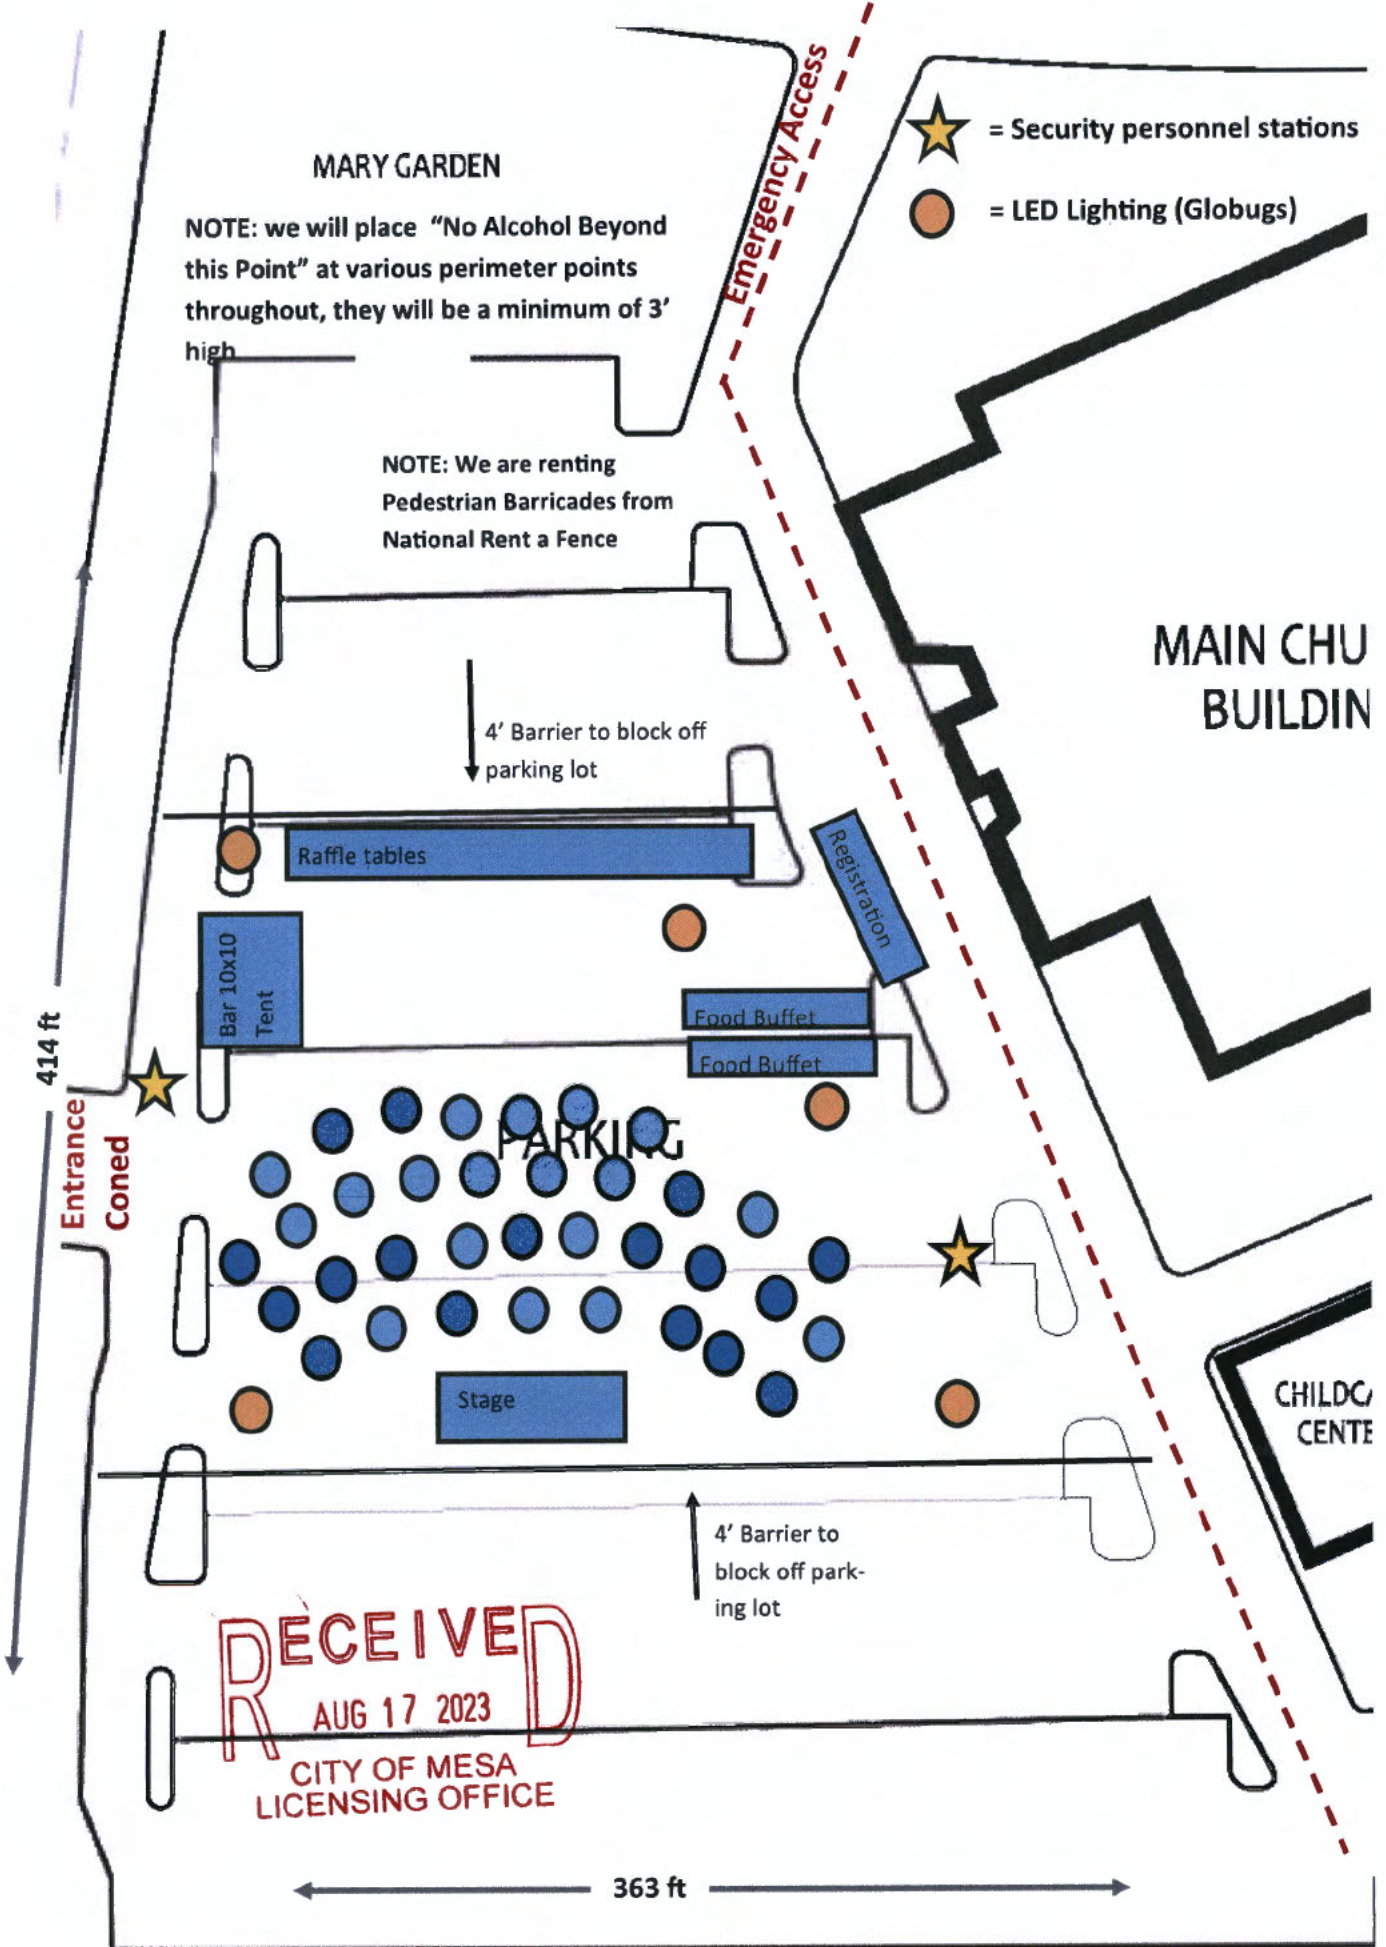 Emergency Access
= Security personnel stations
= LED Lighting (Globugs)
MARY GARDEN
NOTE: we will place “No Alcohol Beyond
this Point” at various perimeter points
throughout, they will be a minimum of 3’
high
NOTE: We are renting
Pedestrian Barricades from
National Rent a Fence
MAIN CHU
BUILDIN
4’ Barrier to block off
parking lot
Raffle tables
Registration
Bar 10x10
Tent
Food Buffet
Food Buffet
414 ft
Entrance
Coned
PARKING
Stage
CHILDCA
CENTE
4’ Barrier to
block off park-
ing lot
RECEIVED
AUG 17 2023
CITY OF MESA
LICENSING OFFICE
363 ft